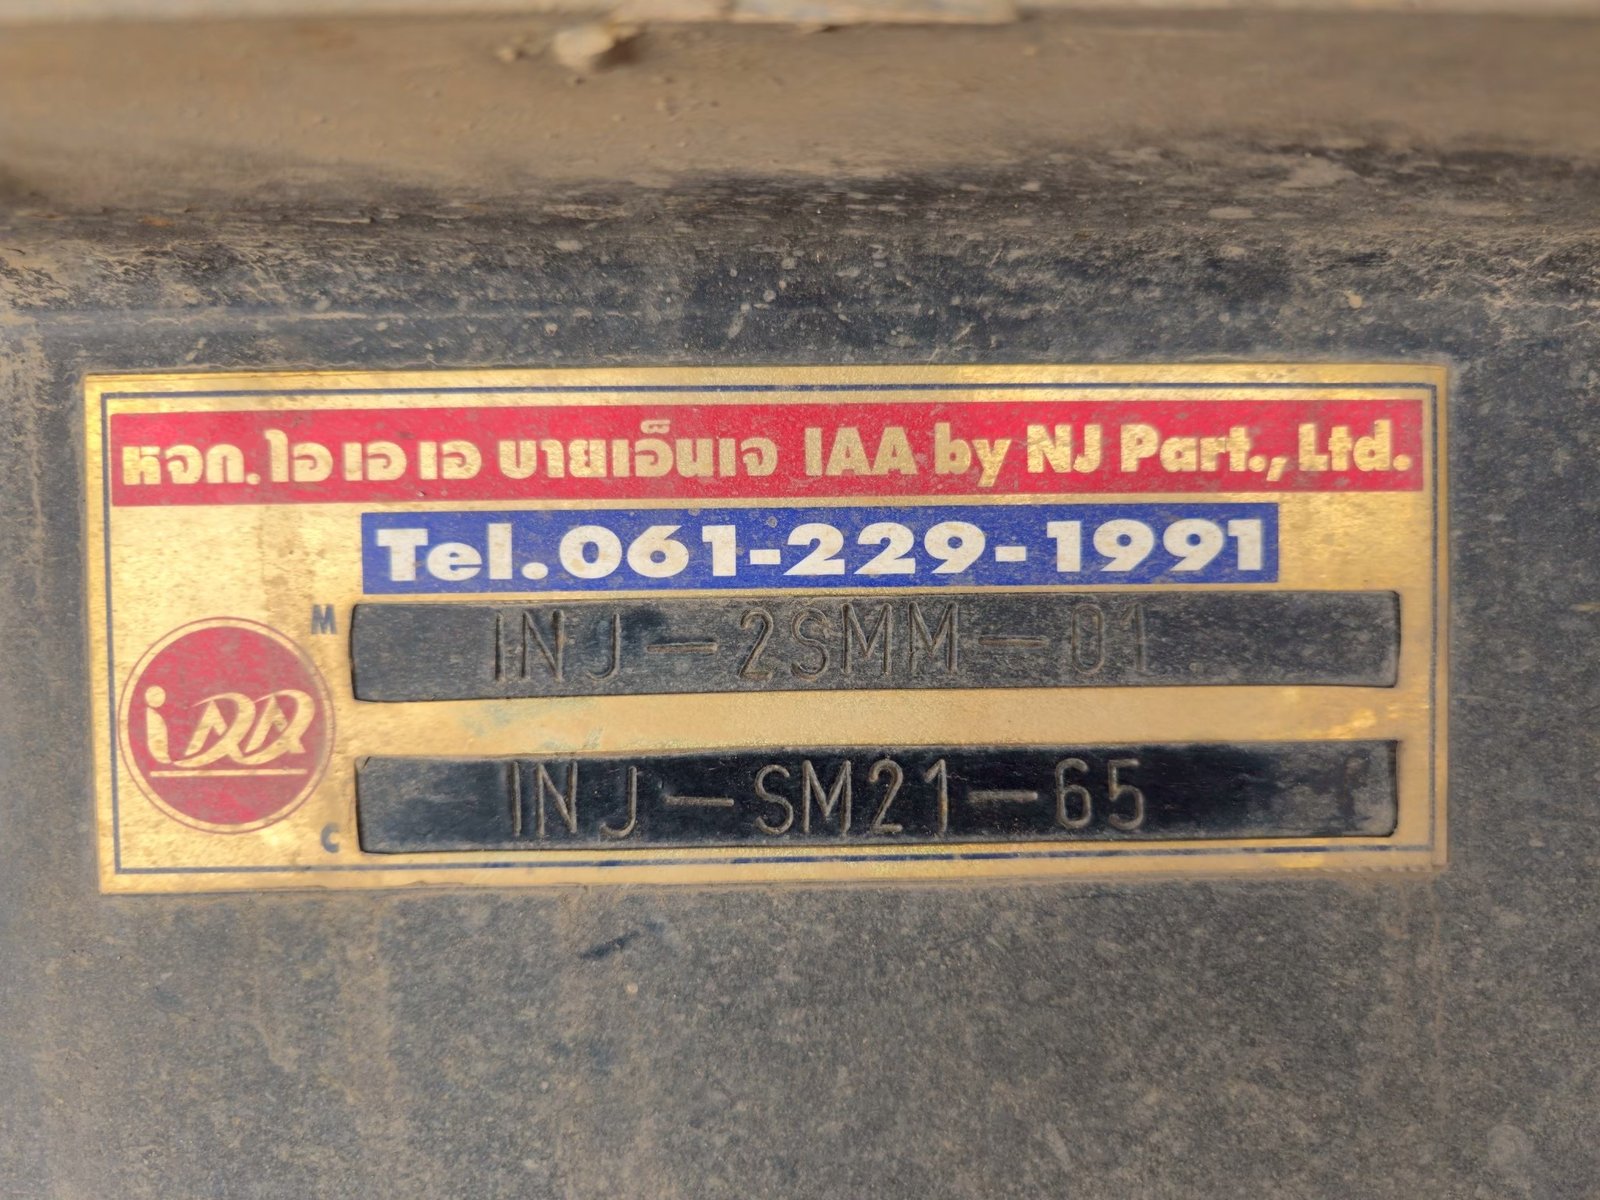 หจก. ไอ เอ เอ บายเอ็นเจ IAA by NJ Part., Ltd.
Tel. 061-229-1991
M INJ-2SMM-01
iAA
C INJ-SM21-65